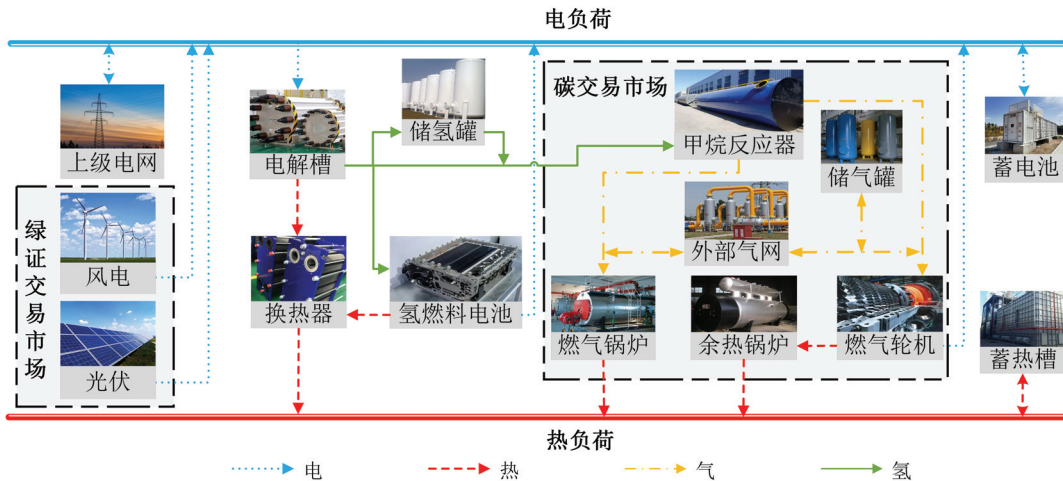 电负荷
上级电网
绿证交易市场
风电
光伏
电解槽
储氢罐
换热器
氢燃料电池
碳交易市场
甲烷反应器
储气罐
外部气网
燃气锅炉
余热锅炉
燃气轮机
蓄电池
蓄热槽
热负荷
电
热
气
氢